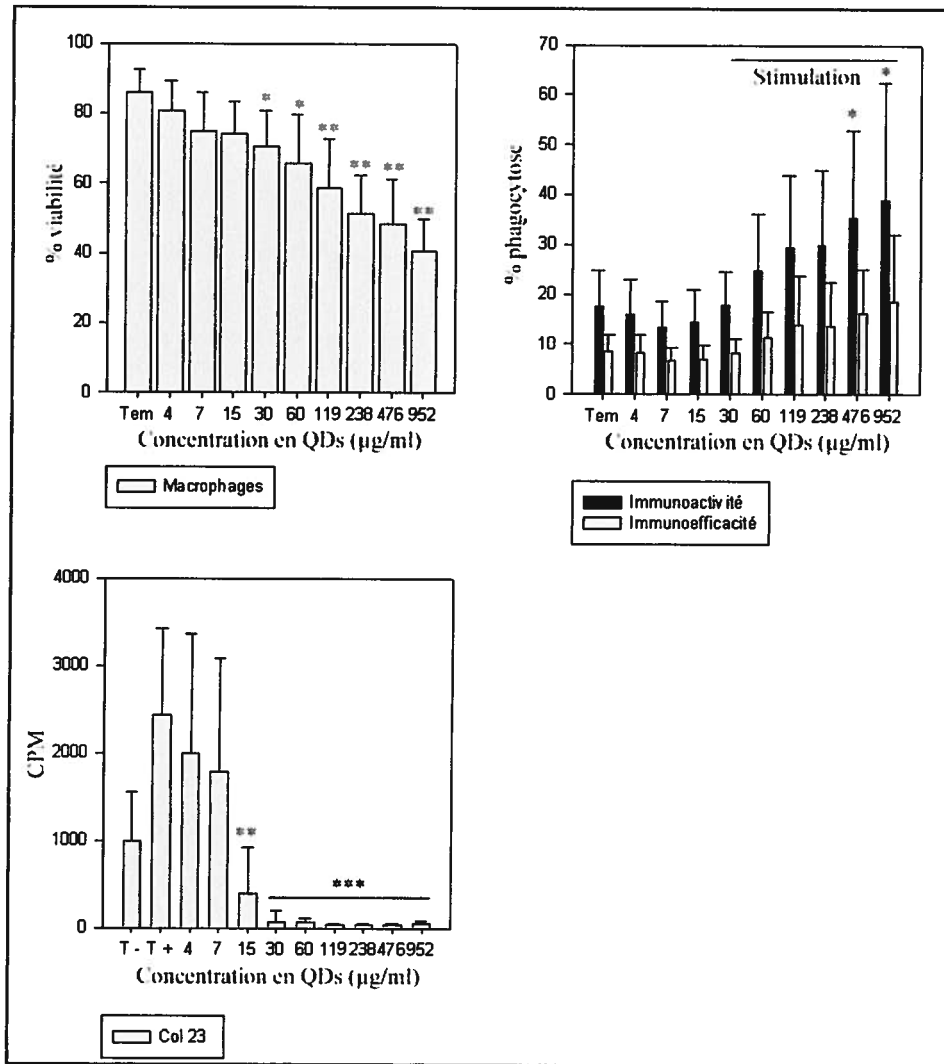 100
80
60
40
20
0
% viabilité
*
*
**
**
**
**
Tem 4 7 15 30 60 119 238 476 952
Concentration en QDs (µg/ml)
Macrophages
70
60
50
40
30
20
10
0
% phagocytose
Stimulation
*
*
Tem 4 7 15 30 60 119 238 476 952
Concentration en QDs (µg/ml)
Immunoactivité
Immunoefficacité
4000
3000
2000
1000
0
CPM
**
***
T - T + 4 7 15 30 60 119 238 476 952
Concentration en QDs (µg/ml)
Col 23